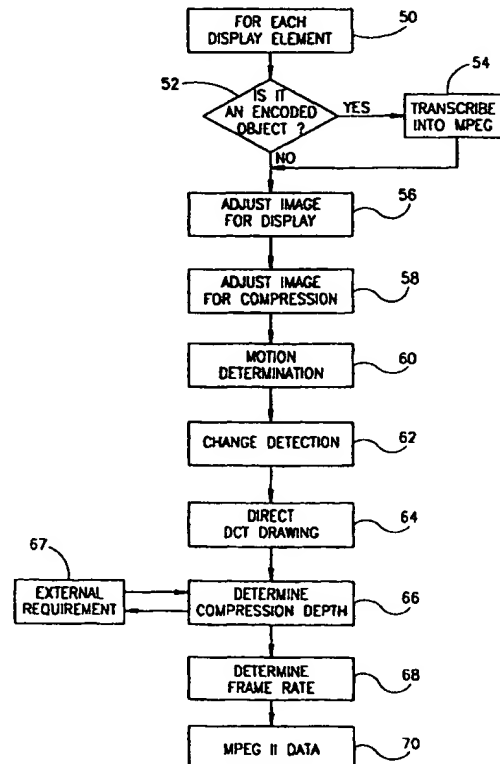 FOR EACH
DISPLAY ELEMENT
50
52
IS IT
AN ENCODED
OBJECT ?
YES
NO
54
TRANSCRIBE
INTO MPEG
ADJUST IMAGE
FOR DISPLAY
56
ADJUST IMAGE
FOR COMPRESSION
58
MOTION
DETERMINATION
60
CHANGE DETECTION
62
DIRECT
DCT DRAWING
64
67
EXTERNAL
REQUIREMENT
DETERMINE
COMPRESSION DEPTH
66
DETERMINE
FRAME RATE
68
MPEG II DATA
70